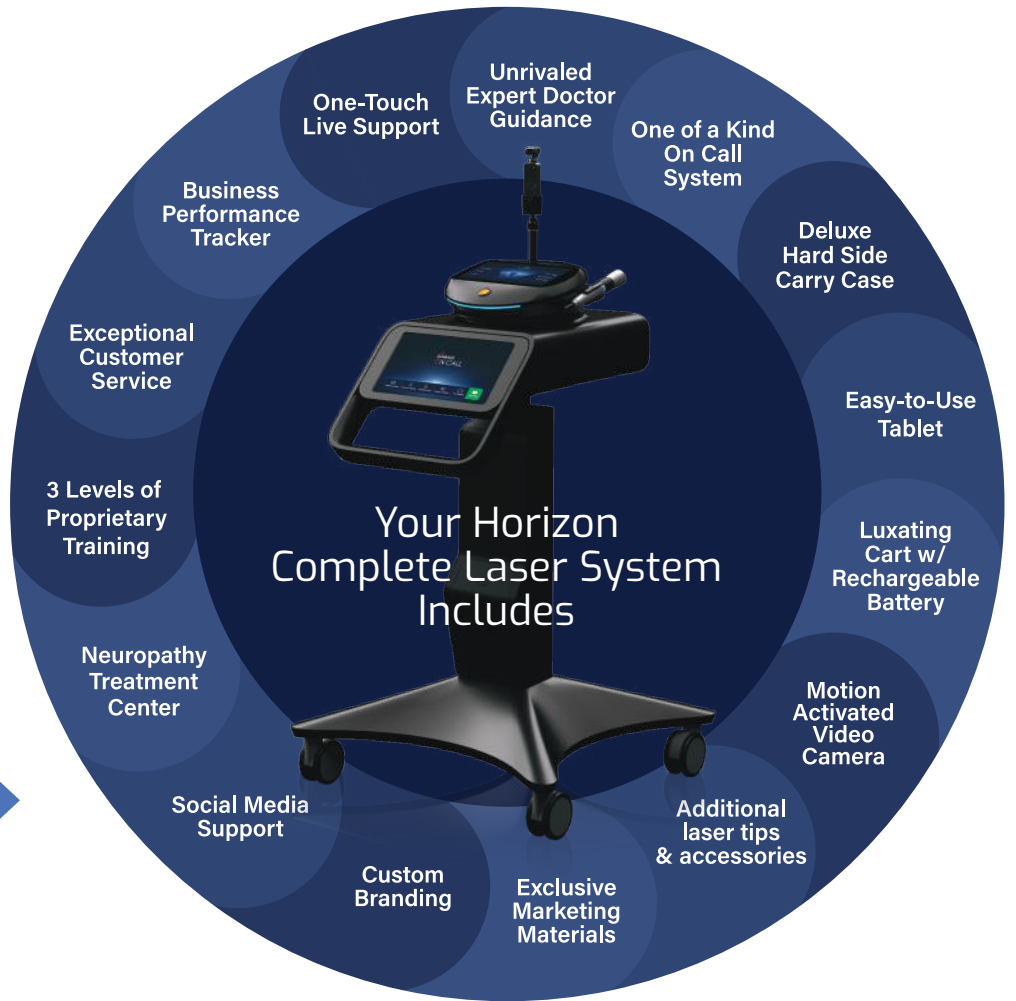 Unrivaled
Expert Doctor
Guidance
One of a Kind
On Call
System
Deluxe
Hard Side
Carry Case
Easy-to-Use
Tablet
Luxating
Cart w/
Rechargeable
Battery
Motion
Activated
Video
Camera
Additional
laser tips
& accessories
Exclusive
Marketing
Materials
Custom
Branding
Social Media
Support
Neuropathy
Treatment
Center
3 Levels of
Proprietary
Training
Exceptional
Customer
Service
Business
Performance
Tracker
One-Touch
Live Support
ON CALL
Your Horizon
Complete Laser System
Includes